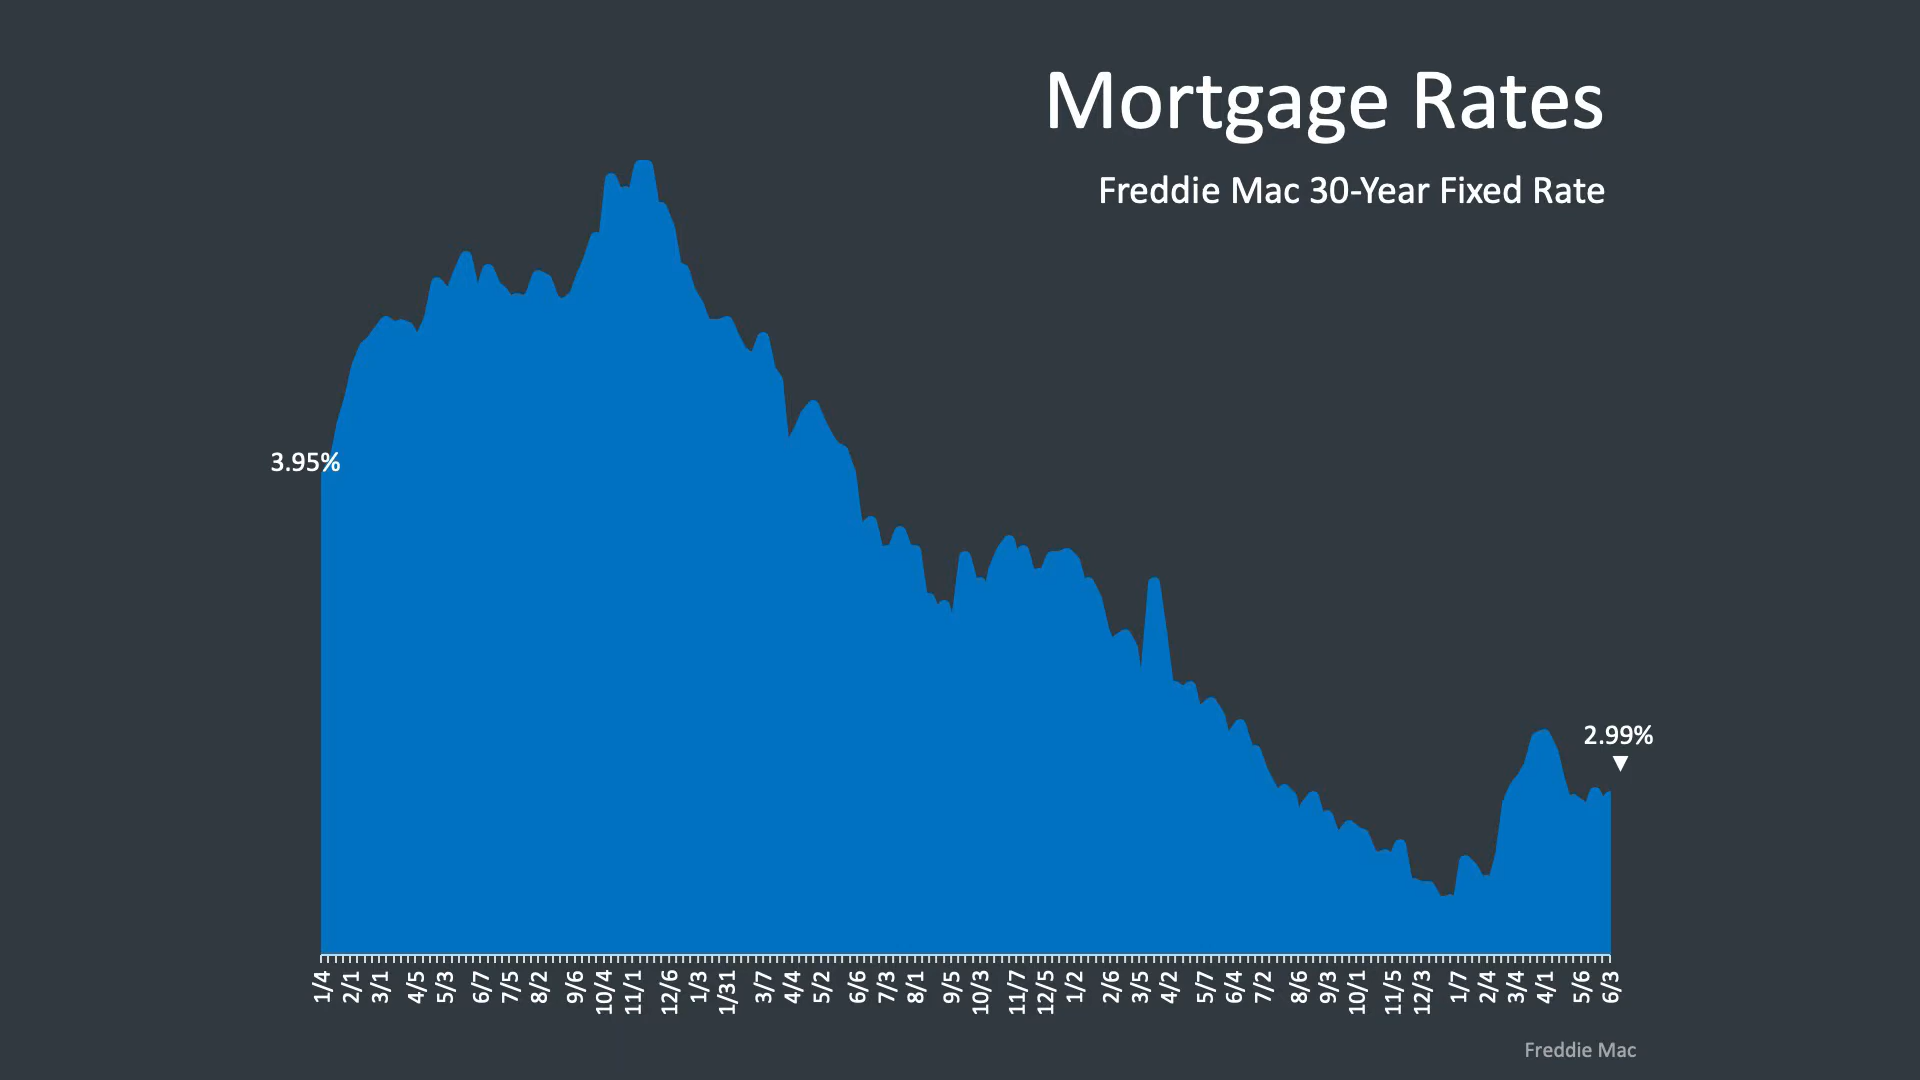 Mortgage Rates
Freddie Mac 30-Year Fixed Rate
3.95%
2.99%
1/4 2/1 3/1 4/5 5/3 6/7 7/5 8/2 9/6 10/4 11/1 12/6 1/3 1/31 3/7 4/4 5/2 6/6 7/3 8/1 9/5 10/3 11/7 12/5 1/2 2/6 3/5 4/2 5/7 6/4 7/2 8/6 9/3 10/1 11/5 12/3 1/7 2/4 3/4 4/1 5/6 6/3
Freddie Mac